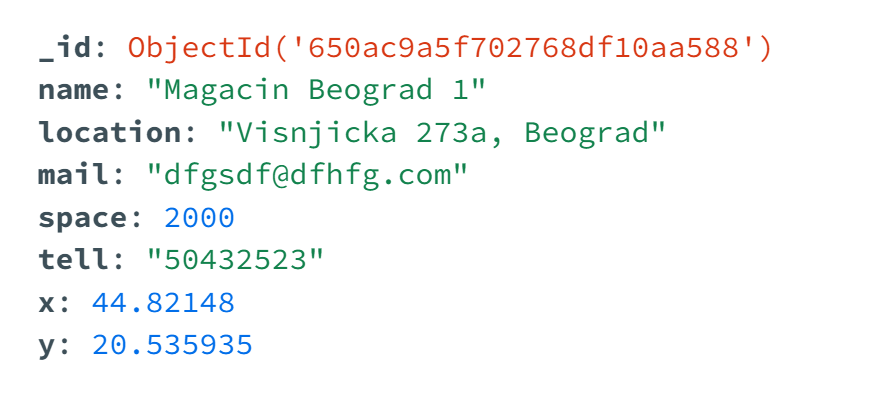 _id: ObjectId('650ac9a5f702768df10aa588')
name: "Magacin Beograd 1"
location: "Visnjicka 273a, Beograd"
mail: "dfgsdf@dfhfg.com"
space: 2000
tell: "50432523"
x: 44.82148
y: 20.535935